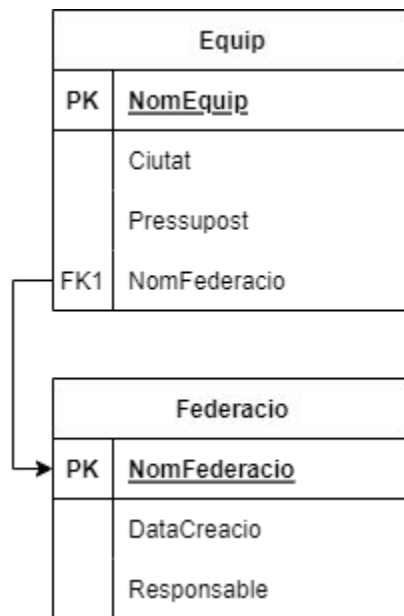 Equip
PK NomEquip
Ciutat
Pressupost
FK1 NomFederacio
Federacio
PK NomFederacio
DataCreacio
Responsable